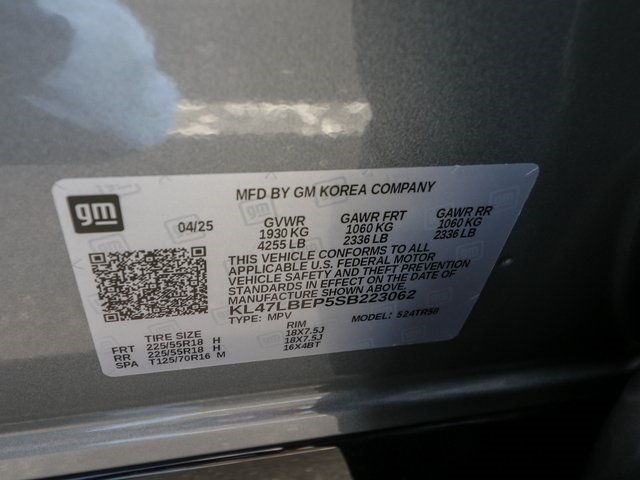 gm
MFD BY GM KOREA COMPANY
04/25 GVWR GAWR FRT GAWR RR
1930 KG 1060 KG 1060 KG
4255 LB 2336 LB 2336 LB
THIS VEHICLE CONFORMS TO ALL
APPLICABLE U.S. FEDERAL MOTOR
VEHICLE SAFETY AND THEFT PREVENTION
STANDARDS IN EFFECT ON THE DATE OF
MANUFACTURE SHOWN ABOVE.
KL47LBEP5SB223062
TYPE: MPV MODEL: 5Z4TR58
TIRE SIZE RIM
FRT 225/55R18 H 18X7.5J
RR 225/55R18 H 18X7.5J
SPA T125/70R16 M 16X4BT